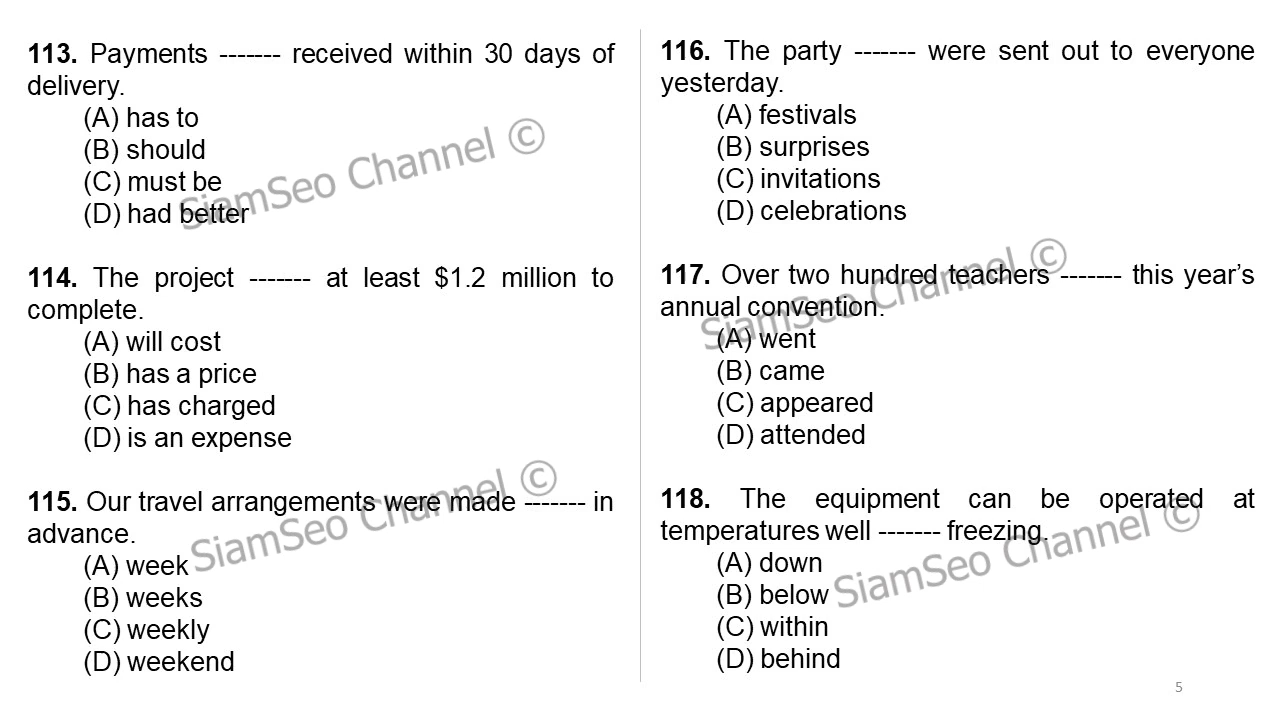 113. Payments ------- received within 30 days of
delivery.
(A) has to
(B) should
(C) must be
(D) had better
114. The project ------- at least $1.2 million to
complete.
(A) will cost
(B) has a price
(C) has charged
(D) is an expense
115. Our travel arrangements were made ------- in
advance.
(A) week
(B) weeks
(C) weekly
(D) weekend
116. The party ------- were sent out to everyone
yesterday.
(A) festivals
(B) surprises
(C) invitations
(D) celebrations
117. Over two hundred teachers ------- this year’s
annual convention.
(A) went
(B) came
(C) appeared
(D) attended
118. The equipment can be operated at
temperatures well ------- freezing.
(A) down
(B) below
(C) within
(D) behind
SiamSeo Channel ©
SiamSeo Channel ©
SiamSeo Channel ©
SiamSeo Channel ©
5